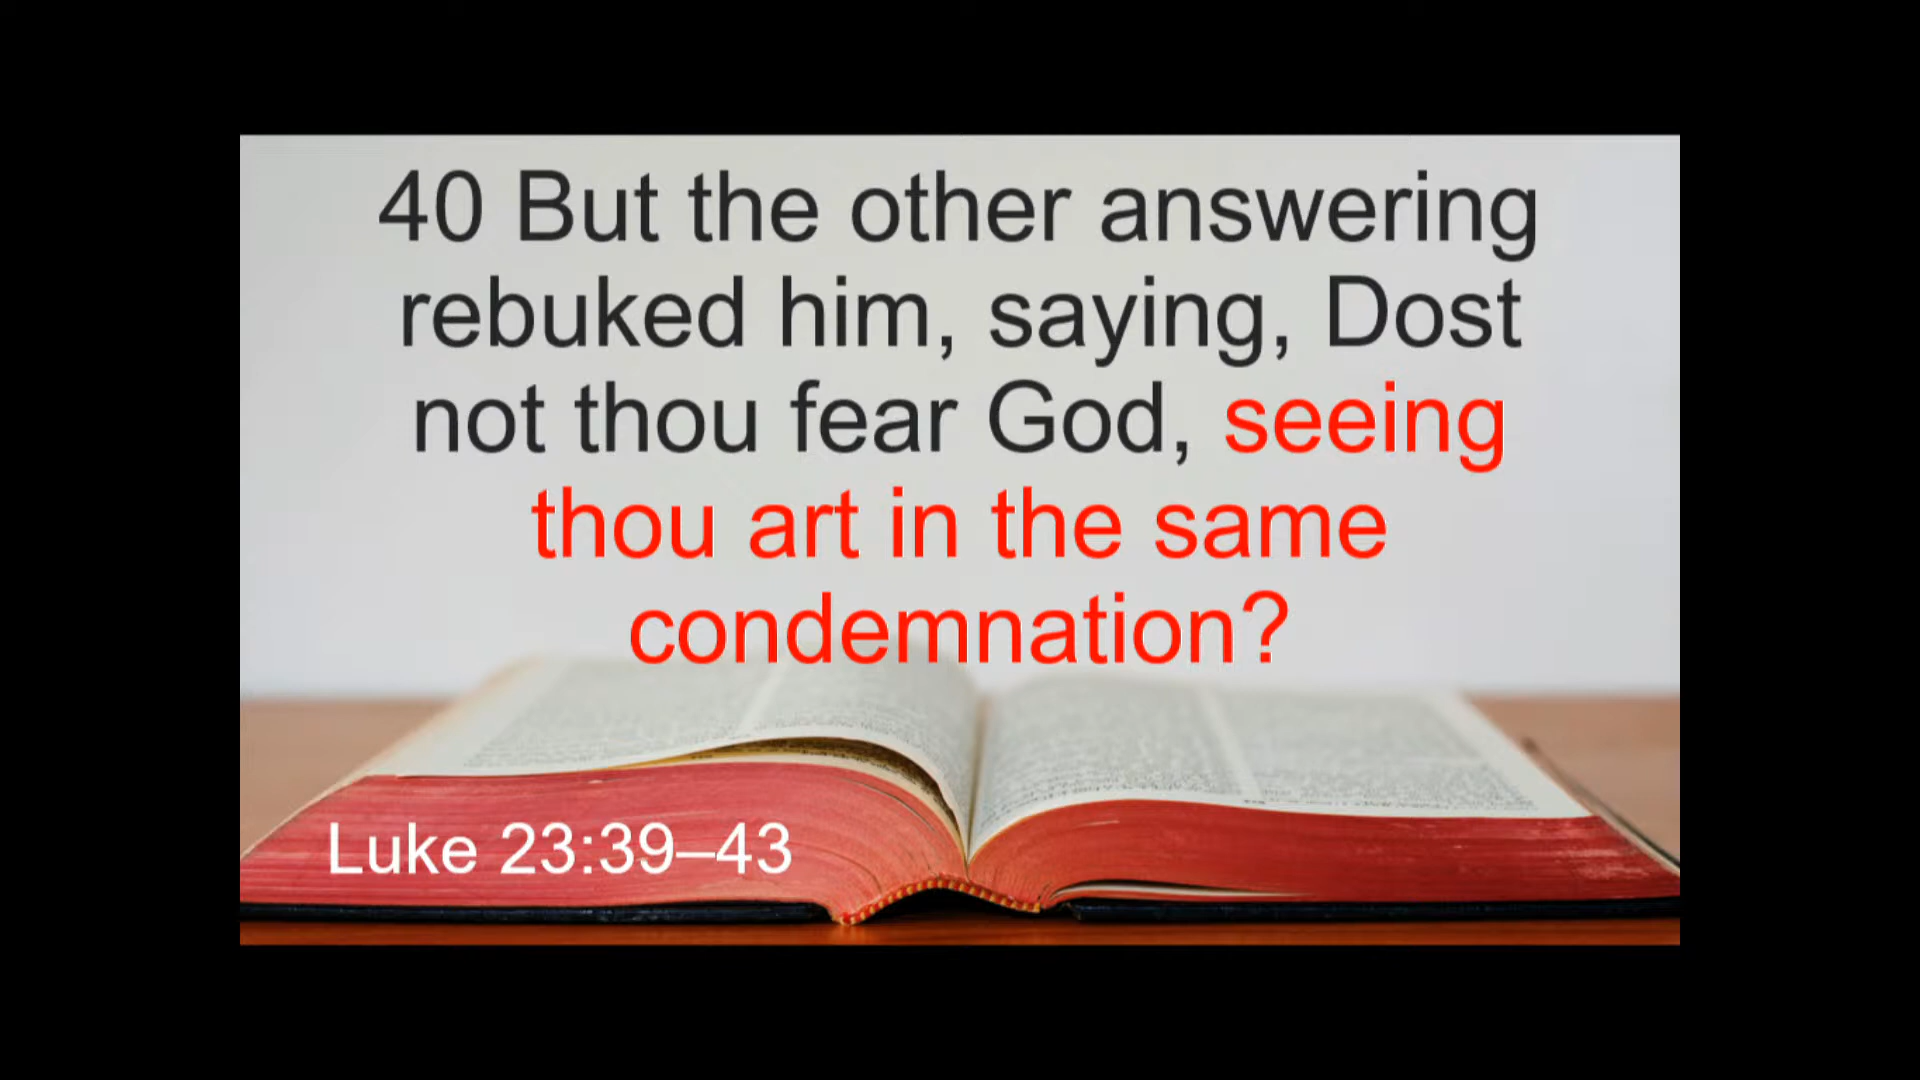 40 But the other answering
rebuked him, saying, Dost
not thou fear God, seeing
thou art in the same
condemnation?
Luke 23:39–43